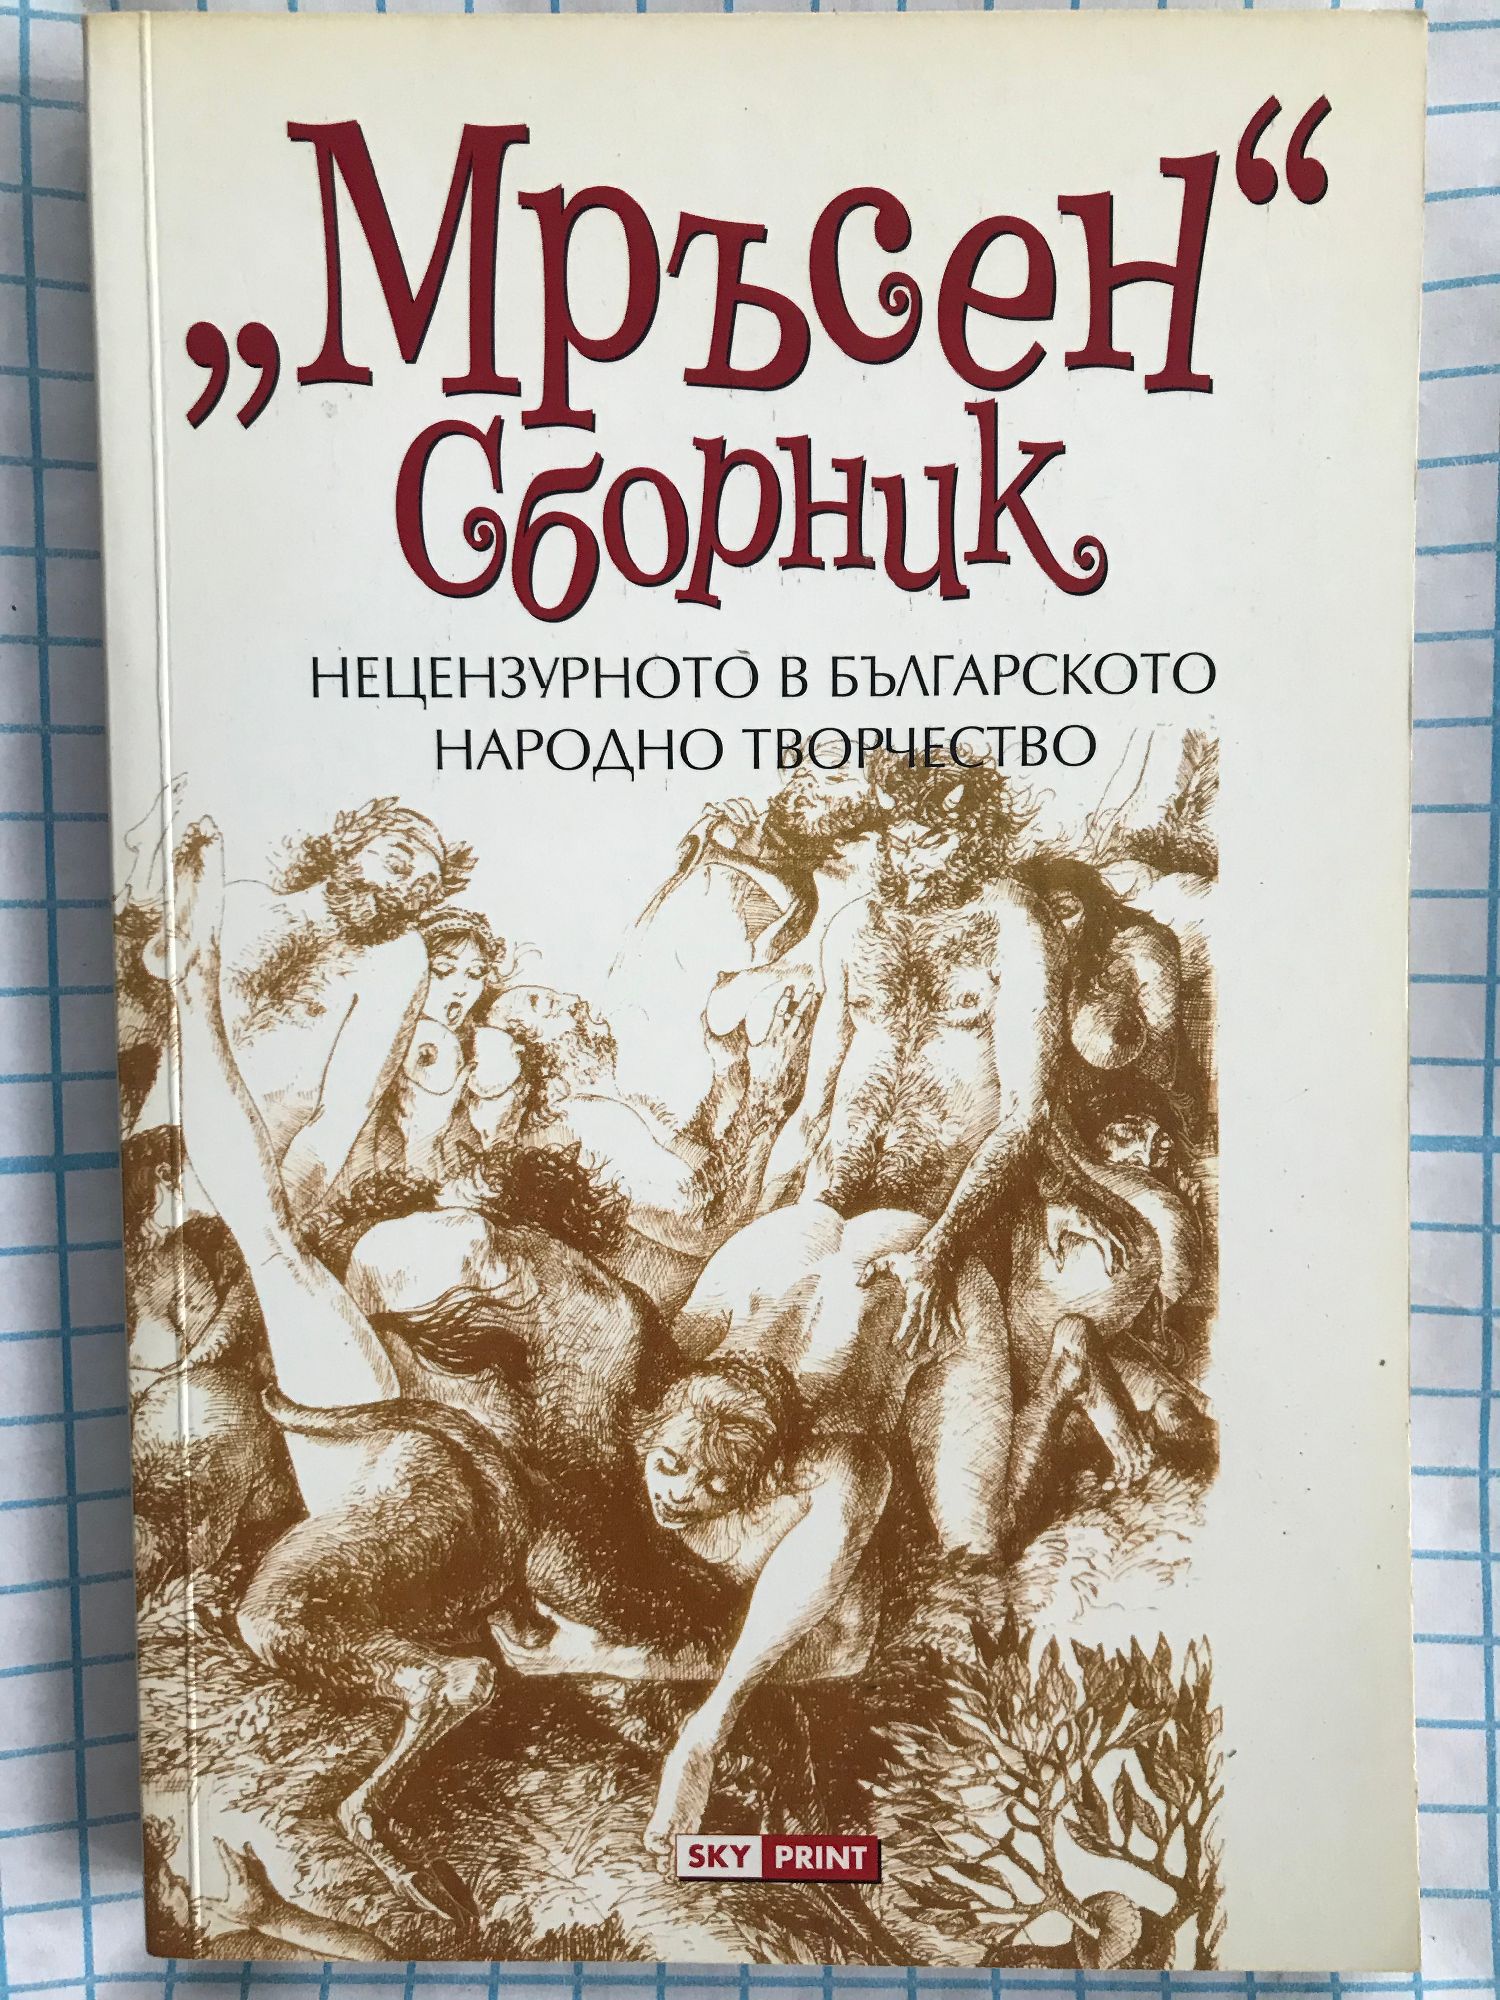 „Мръсен“
Сборник
НЕЦЕНЗУРНОТО В БЪЛГАРСКОТО
НАРОДНО ТВОРЧЕСТВО
SKY PRINT